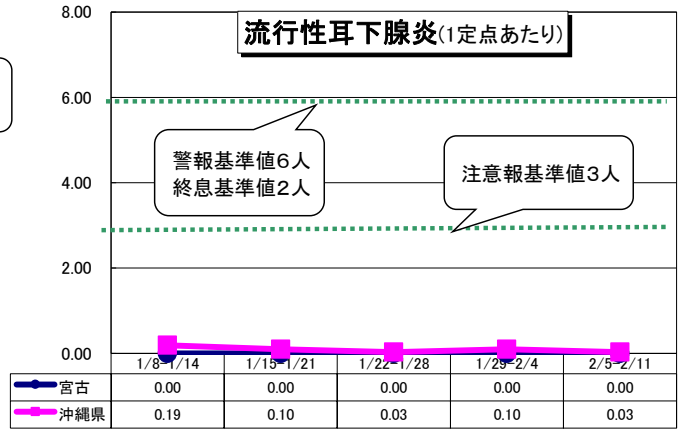 流行性耳下腺炎(1定点あたり)
8.00
6.00
4.00
2.00
0.00
警報基準値6人
終息基準値2人
注意報基準値3人
1/8-1/14 1/15-1/21 1/22-1/28 1/29-2/4 2/5-2/11
宮古 0.00 0.00 0.00 0.00 0.00
沖縄県 0.19 0.10 0.03 0.10 0.03